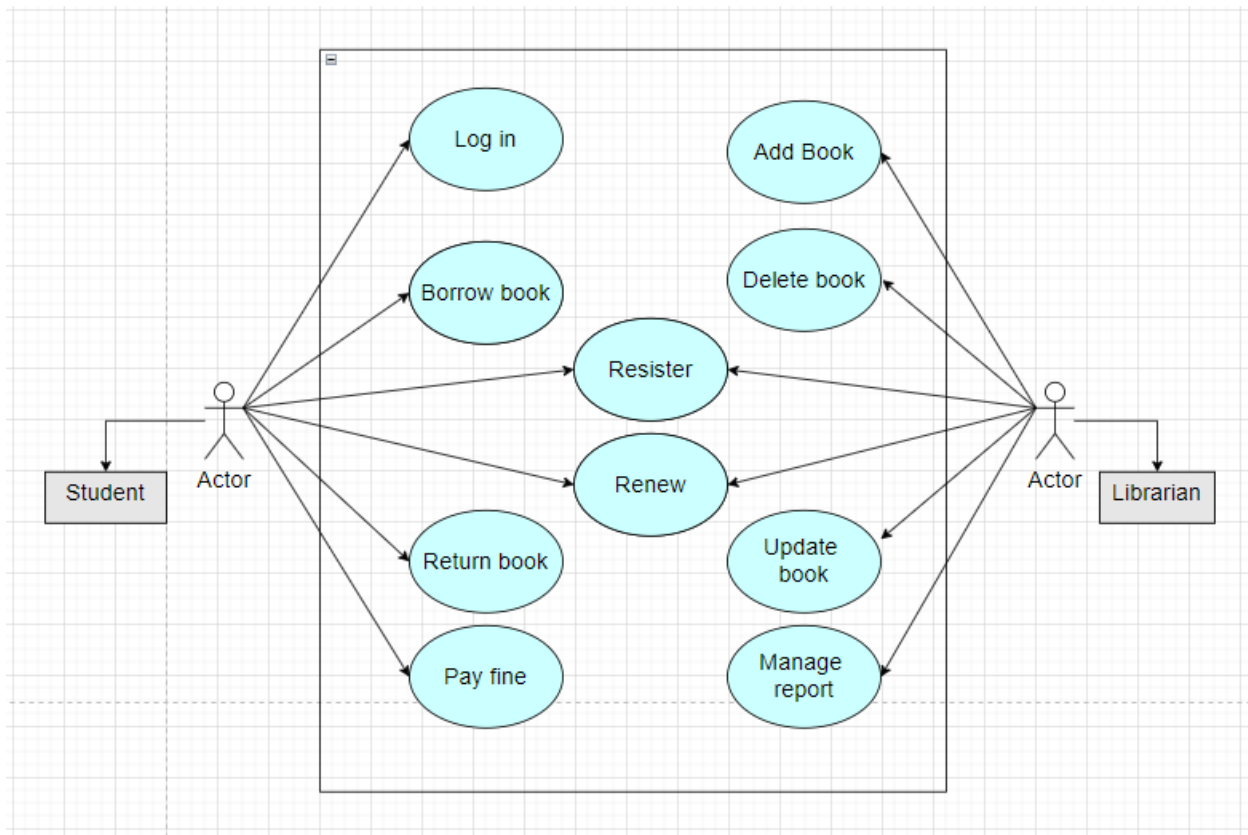 Log in
Add Book
Borrow book
Delete book
Resister
Renew
Actor
Student
Actor
Librarian
Return book
Update
book
Pay fine
Manage
report